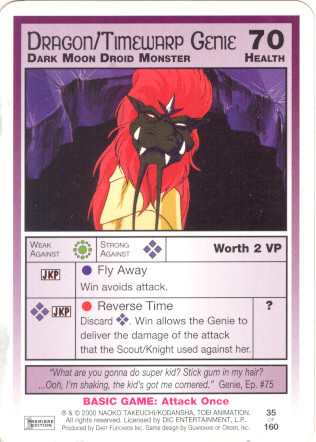 DRAGON/TIMEWARP GENIE 70
DARK MOON DROID MONSTER HEALTH
WEAK AGAINST STRONG AGAINST Worth 2 VP
JKP Fly Away
Win avoids attack.
JKP Reverse Time ?
Discard . Win allows the Genie to
deliver the damage of the attack
that the Scout/Knight used against her.
"What are you gonna do super kid? Stick gum in my hair?
...Ooh, I'm shaking, the kid's got me cornered." Genie, Ep. #75
BASIC GAME: Attack Once
PREMIERE EDITION
® & © 2000 NAOKO TAKEUCHI/KODANSHA, TOEI ANIMATION.
All rights reserved. Licensed by DIC ENTERTAINMENT, L.P.
Produced by DART FLIPCARDS INC. Game design by GUARDIANS OF ORDER, INC.
35
OF
160